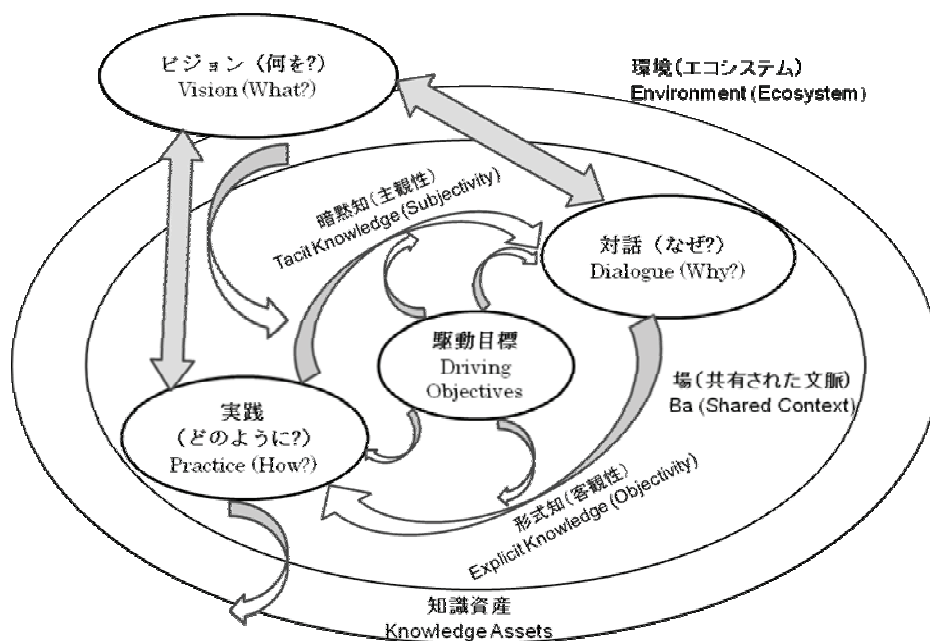 ビジョン（何を?）
Vision (What?)
環境（エコシステム）
Environment (Ecosystem)
暗黙知（主観性）
Tacit Knowledge (Subjectivity)
対話（なぜ?）
Dialogue (Why?)
駆動目標
Driving
Objectives
場（共有された文脈）
Ba (Shared Context)
実践
（どのように?）
Practice (How?)
形式知（客観性）
Explicit Knowledge (Objectivity)
知識資産
Knowledge Assets